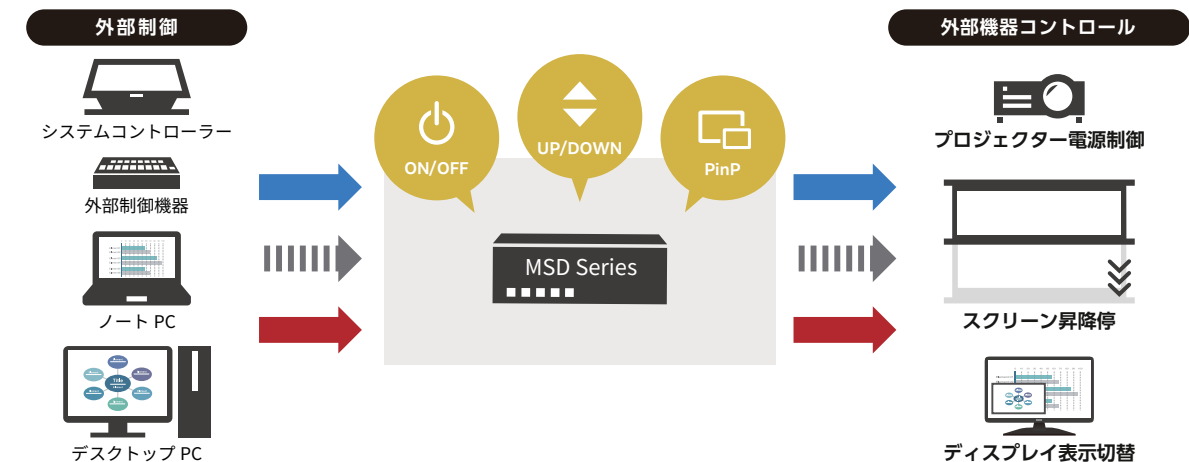 外部制御
システムコントローラー
外部制御機器
ノート PC
Title
デスクトップ PC
ON/OFF
UP/DOWN
PinP
MSD Series
外部機器コントロール
プロジェクター電源制御
スクリーン昇降停
ディスプレイ表示切替